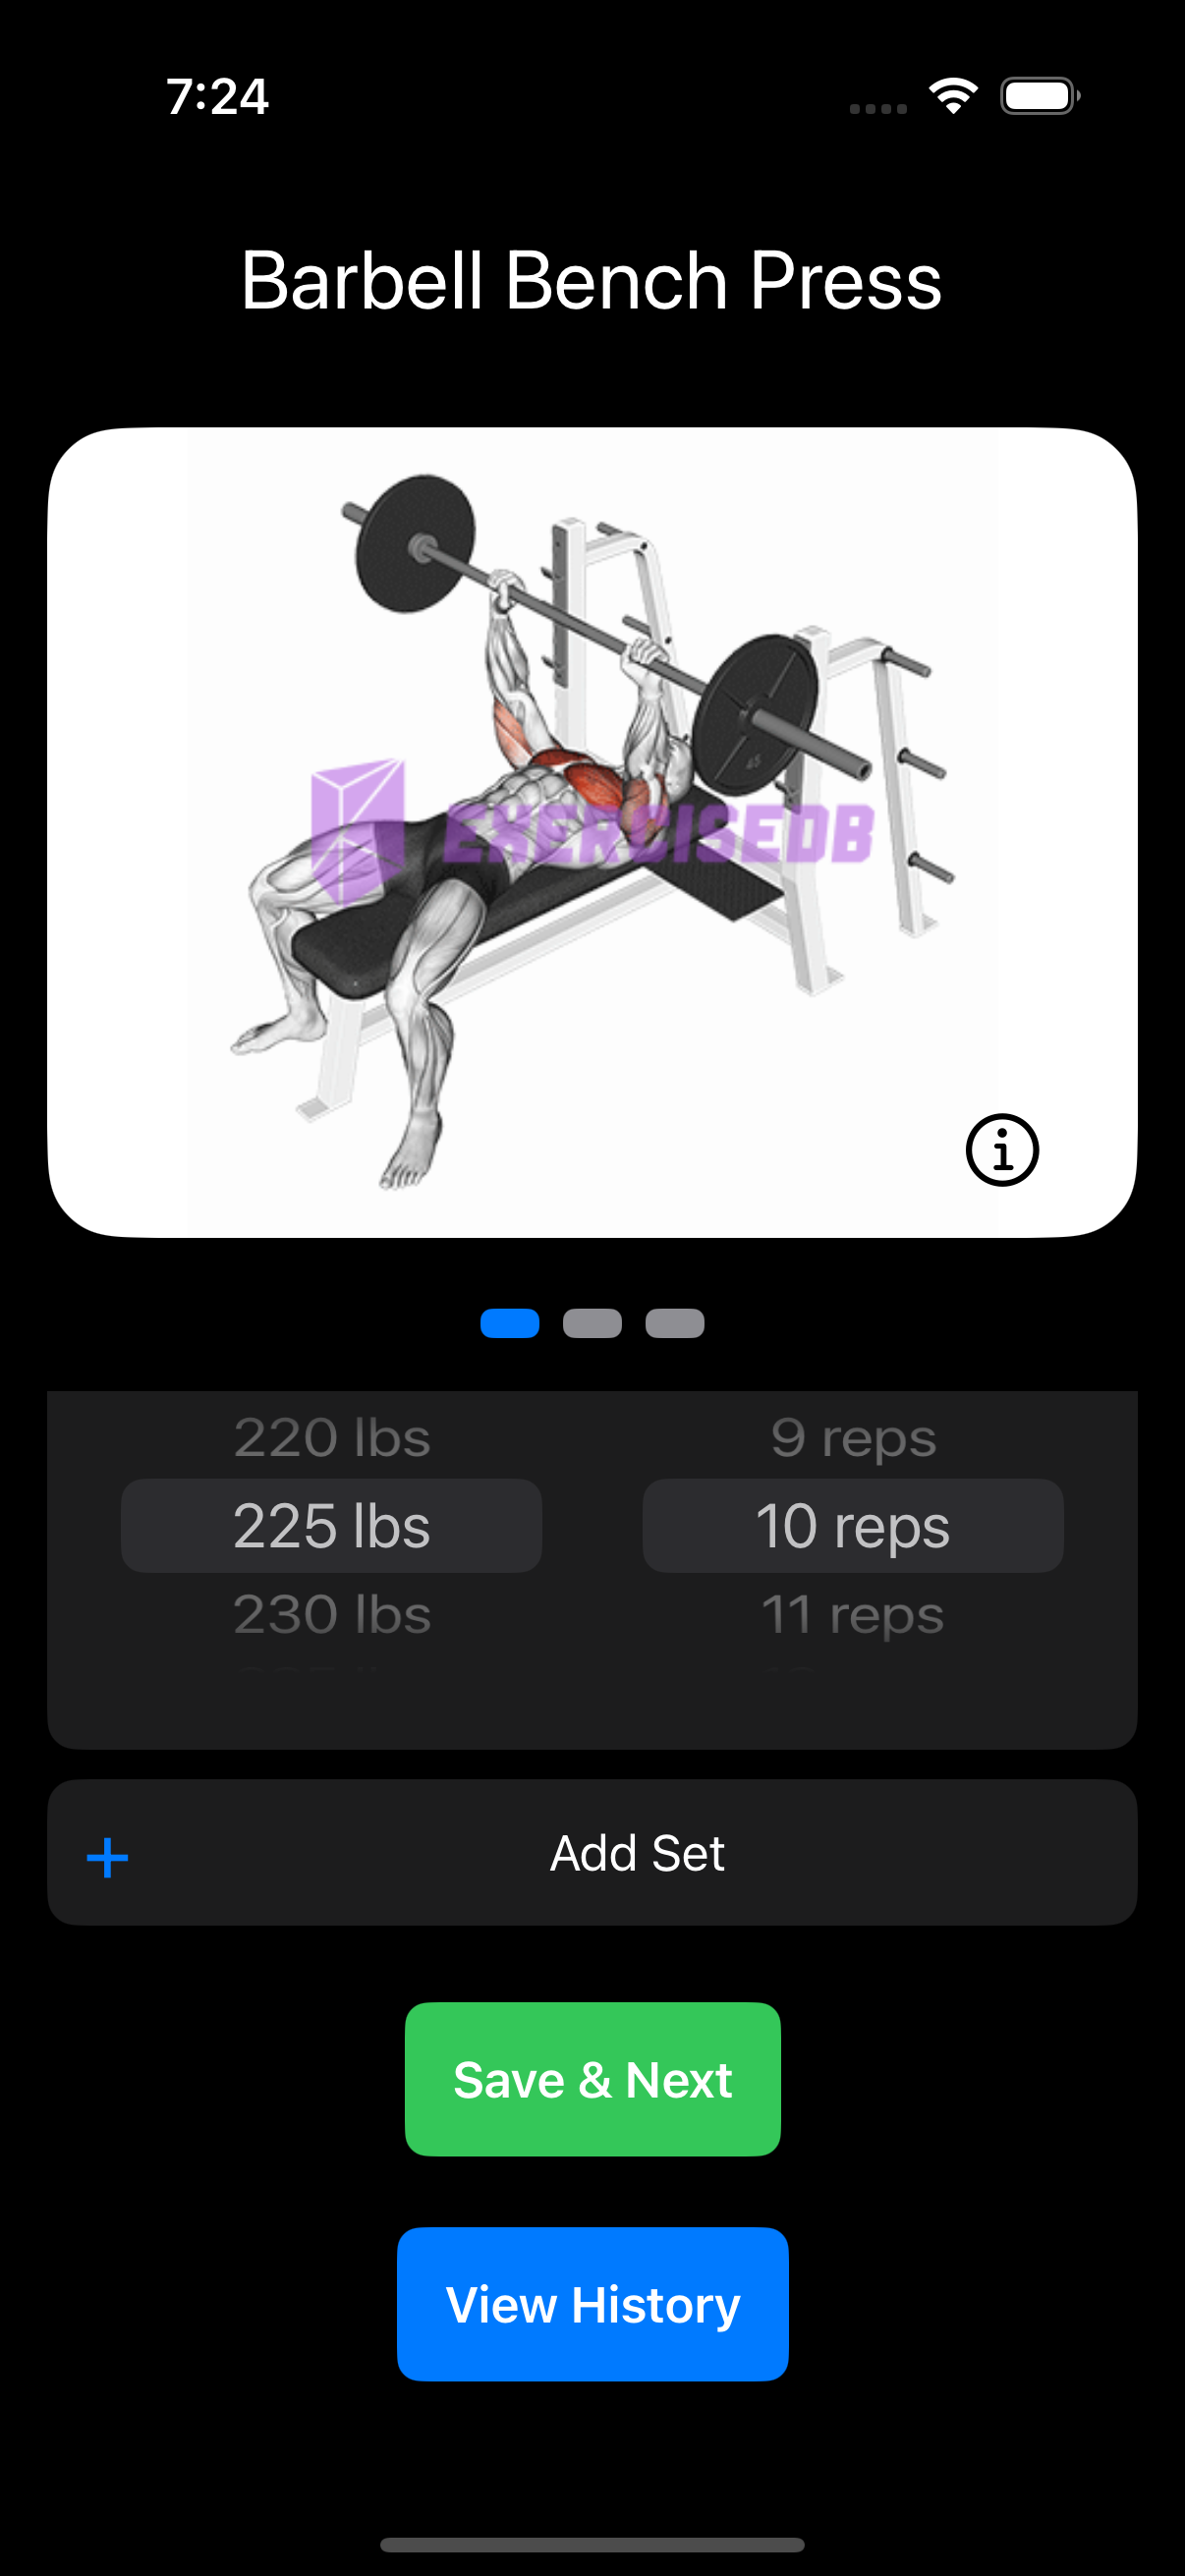 7:24
Barbell Bench Press
45
EXERCISEDB
220 lbs
9 reps
225 lbs
10 reps
230 lbs
11 reps
+ Add Set
Save & Next
View History